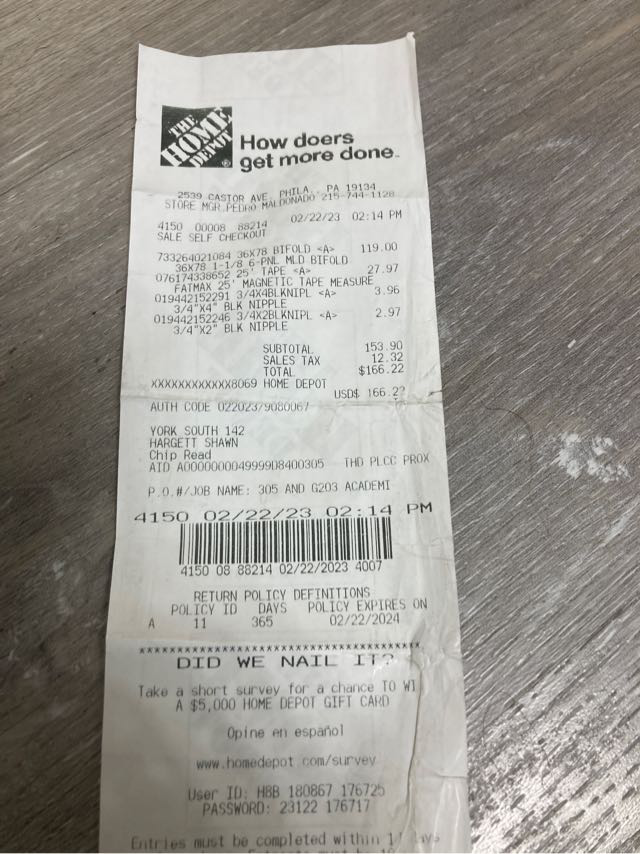 THE
HOME
DEPOT
How doers
get more done.
2539 CASTOR AVE, PHILA, PA 19134
STORE MGR PEDRO MALDONADO 215-744-1128
4150 00008 88214 02/22/23 02:14 PM
SALE SELF CHECKOUT
733264021084 36X78 BIFOLD <A> 119.00
36X78 1-1/8 6-PNL MLD BIFOLD
076174338652 25' TAPE <A> 27.97
FATMAX 25' MAGNETIC TAPE MEASURE
019442152291 3/4X4BLKNIPL <A> 3.96
3/4"X4" BLK NIPPLE
019442152246 3/4X2BLKNIPL <A> 2.97
3/4"X2" BLK NIPPLE
SUBTOTAL 153.90
SALES TAX 12.32
TOTAL $166.22
XXXXXXXXXXXX8069 HOME DEPOT
USD$ 166.22
AUTH CODE 022023/9080067
YORK SOUTH 142
HARGETT SHAWN
Chip Read
AID A0000000049999D8400305 THD PLCC PROX
P.O.#/JOB NAME: 305 AND G203 ACADEMI
4150 02/22/23 02:14 PM
4150 08 88214 02/22/2023 4007
RETURN POLICY DEFINITIONS
POLICY ID DAYS POLICY EXPIRES ON
A 11 365 02/22/2024
****************************************
DID WE NAIL IT?
Take a short survey for a chance TO WI
A $5,000 HOME DEPOT GIFT CARD
Opine en español
www.homedepot.com/survey
User ID: H8B 180867 176725
PASSWORD: 23122 176717
Entries must be completed within